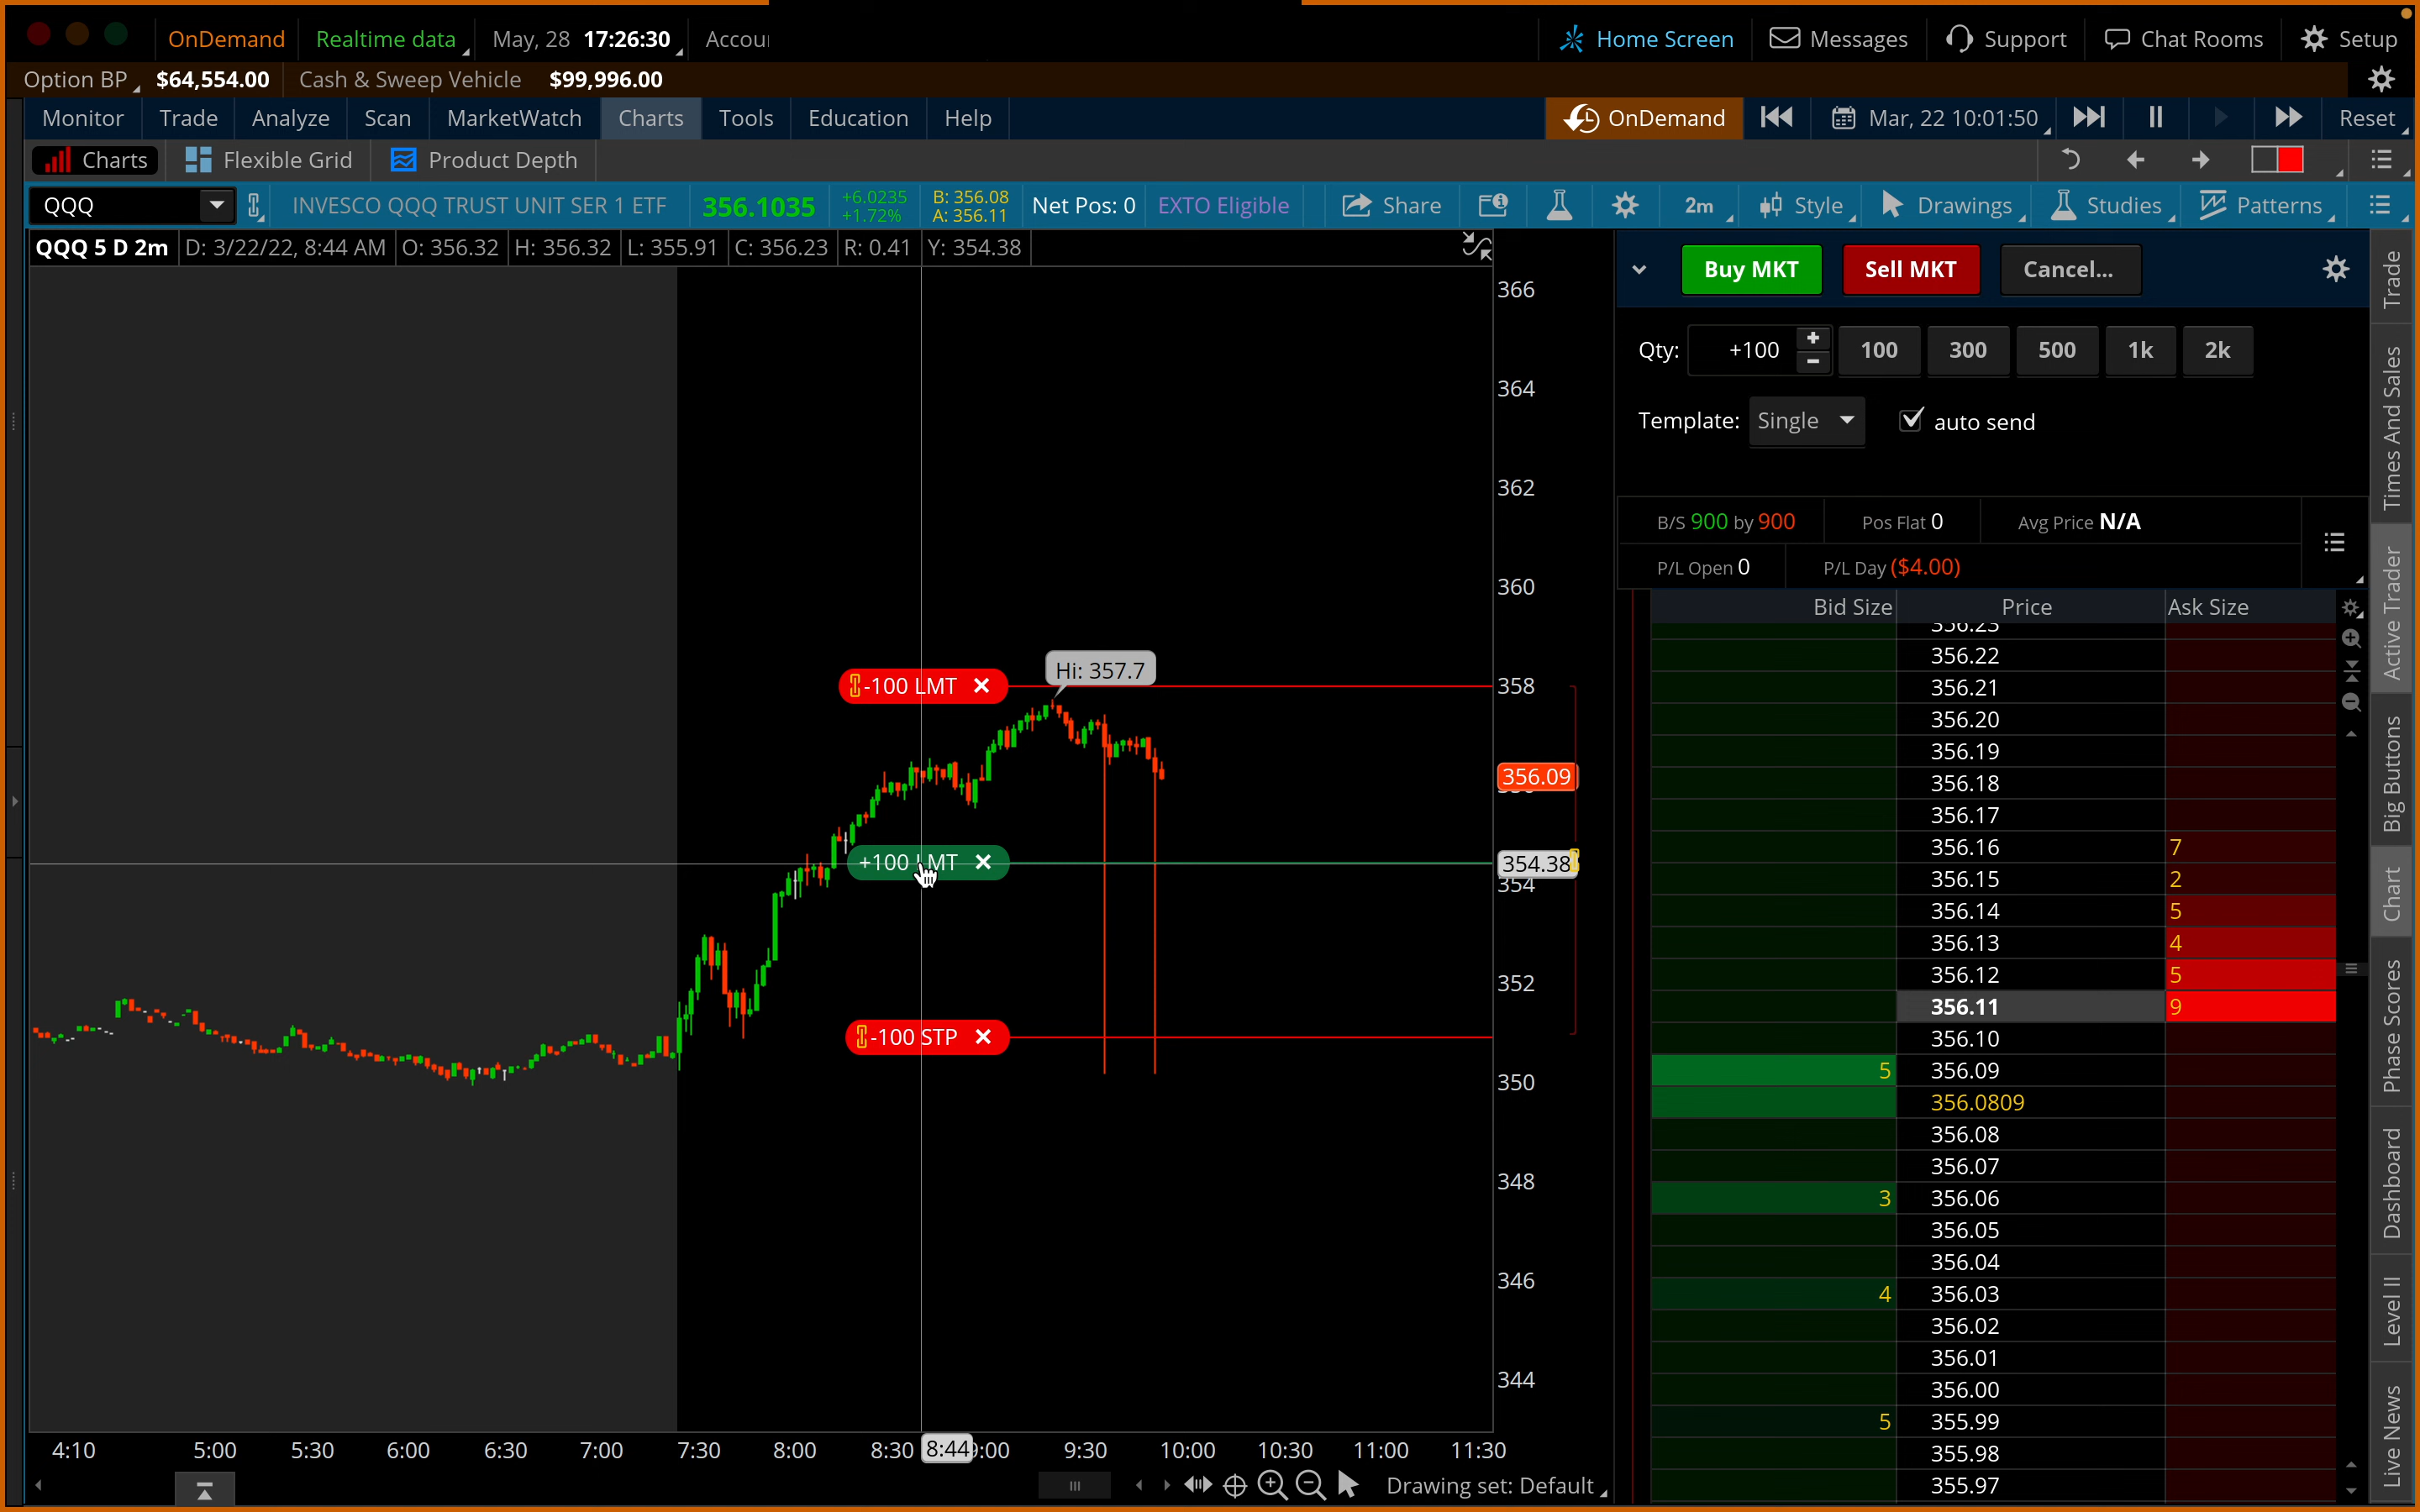 OnDemand Realtime data May, 28 17:26:30 Accou Home Screen Messages Support Chat Rooms Setup
Option BP $64,554.00 Cash & Sweep Vehicle $99,996.00
Monitor Trade Analyze Scan MarketWatch Charts Tools Education Help OnDemand Mar, 22 10:01:50 Reset
Charts Flexible Grid Product Depth
QQQ INVESCO QQQ TRUST UNIT SER 1 ETF 356.1035 +6.0235 B: 356.08 Net Pos: 0 EXTO Eligible Share 2m Style Drawings Studies Patterns
+1.72% A: 356.11
QQQ 5 D 2m D: 3/22/22, 8:44 AM O: 356.32 H: 356.32 L: 355.91 C: 356.23 R: 0.41 Y: 354.38
366
364
362
360
Hi: 357.7
-100 LMT 358
356.09
+100 LMT 354.38
354
352
-100 STP
350
348
346
344
4:10 5:00 5:30 6:00 6:30 7:00 7:30 8:00 8:30 8:44 :00 9:30 10:00 10:30 11:00 11:30
Drawing set: Default
Buy MKT Sell MKT Cancel...
Qty: +100 + - 100 300 500 1k 2k
Template: Single auto send
B/S 900 by 900 Pos Flat 0 Avg Price N/A
P/L Open 0 P/L Day ($4.00)
Bid Size Price Ask Size
356.23
356.22
356.21
356.20
356.19
356.18
356.17
356.16 7
356.15 2
356.14 5
356.13 4
356.12 5
356.11 9
356.10
5 356.09
356.0809
356.08
356.07
3 356.06
356.05
356.04
4 356.03
356.02
356.01
356.00
5 355.99
355.98
355.97
Trade
Times And Sales
Active Trader
Big Buttons
Chart
Phase Scores
Dashboard
Level II
Live News